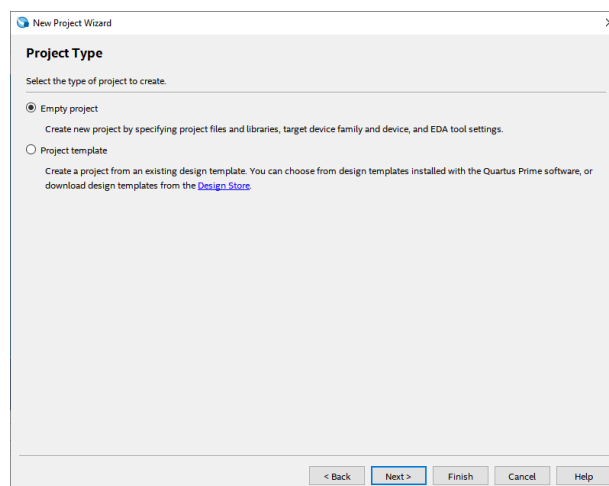 New Project Wizard
Project Type
Select the type of project to create.
Empty project
Create new project by specifying project files and libraries, target device family and device, and EDA tool settings.
Project template
Create a project from an existing design template. You can choose from design templates installed with the Quartus Prime software, or
download design templates from the Design Store.
< Back Next > Finish Cancel Help